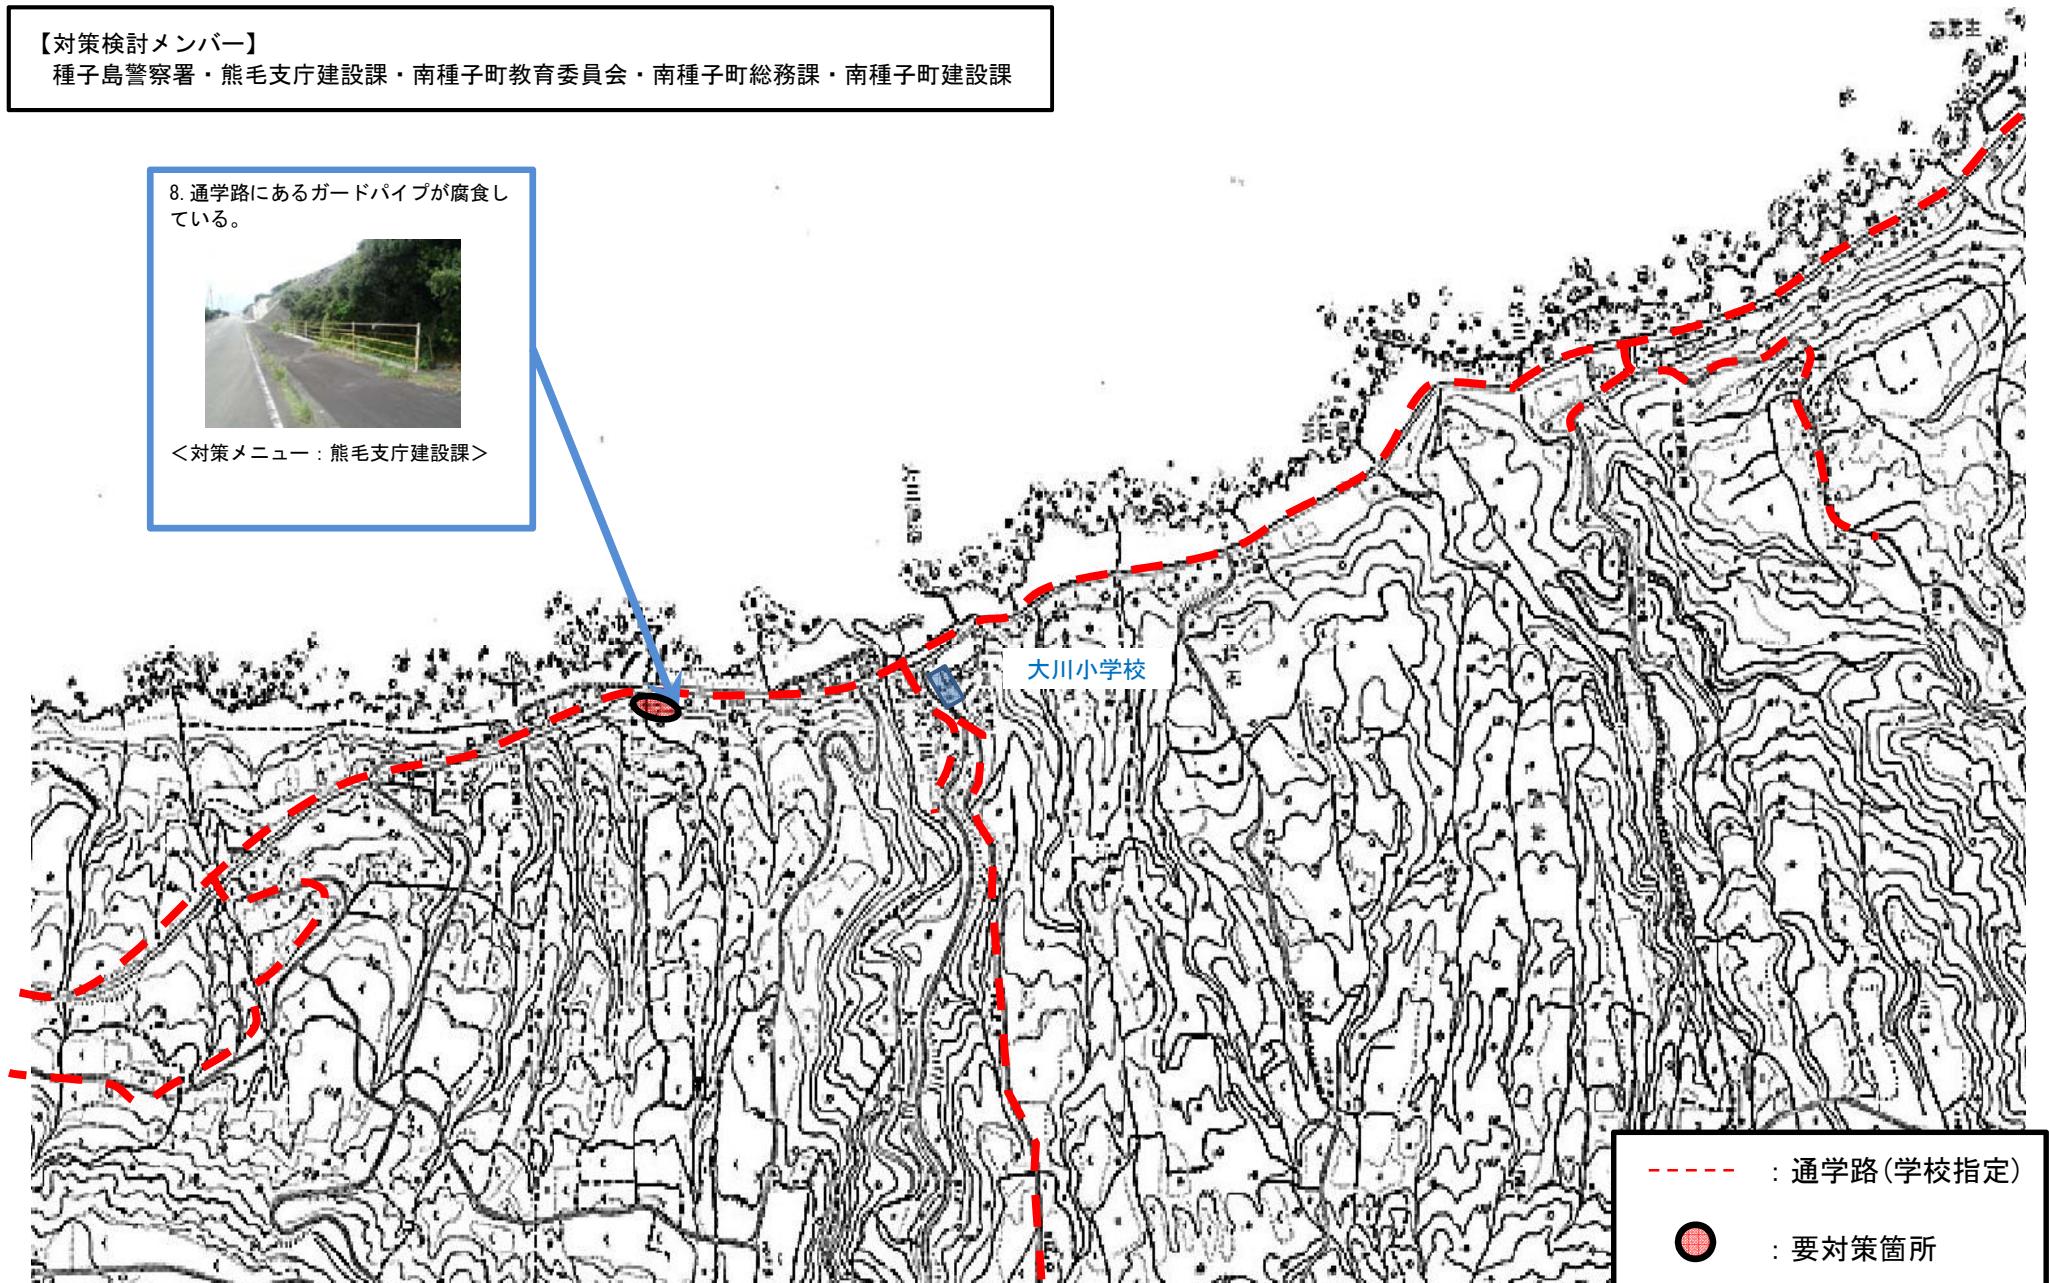 【対策検討メンバー】
種子島警察署・熊毛支庁建設課・南種子町教育委員会・南種子町総務課・南種子町建設課
8. 通学路にあるガードパイプが腐食し
ている。
<対策メニュー：熊毛支庁建設課>
大川小学校
：通学路(学校指定)
：要対策箇所